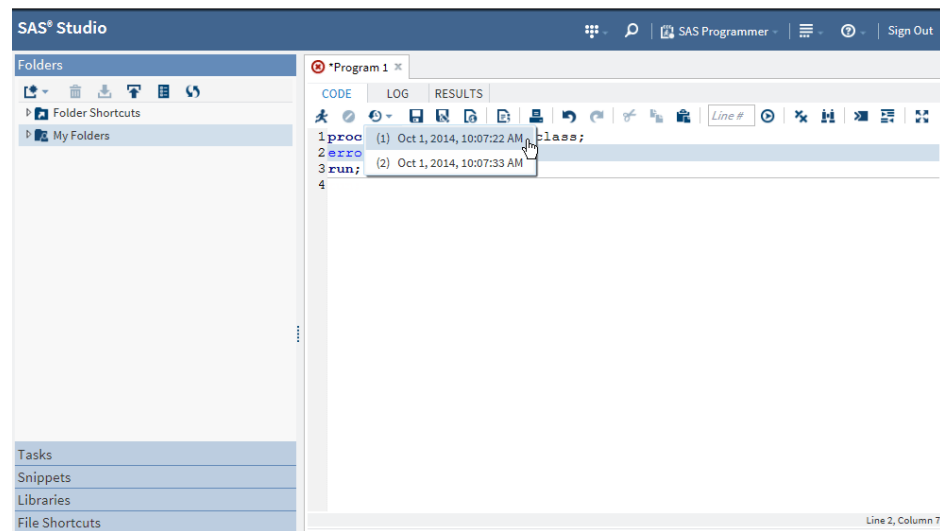 SAS® Studio
SAS Programmer
Sign Out
Folders
Folder Shortcuts
My Folders
Tasks
Snippets
Libraries
File Shortcuts
*Program 1
CODE LOG RESULTS
Line #
1 proc class;
2 erro
3 run;
4
(1) Oct 1, 2014, 10:07:22 AM
(2) Oct 1, 2014, 10:07:33 AM
Line 2, Column 7